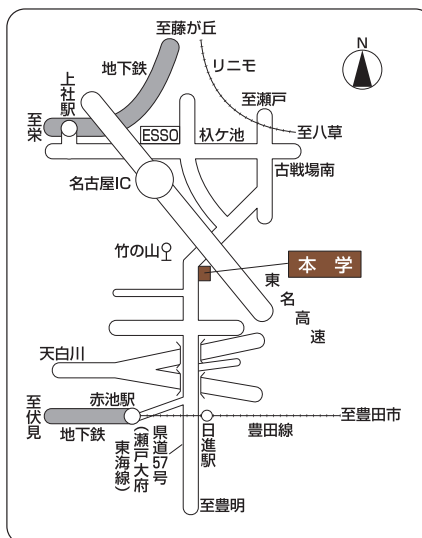 至藤が丘
地下鉄
リニモ
N
上社駅
至瀬戸
至栄
ESSO
杁ケ池
至八草
古戦場南
名古屋IC
竹の山
本 学
東名高速
天白川
至伏見
赤池駅
地下鉄
県道57号
(瀬戸大府
東海線)
日進駅
豊田線
至豊田市
至豊明